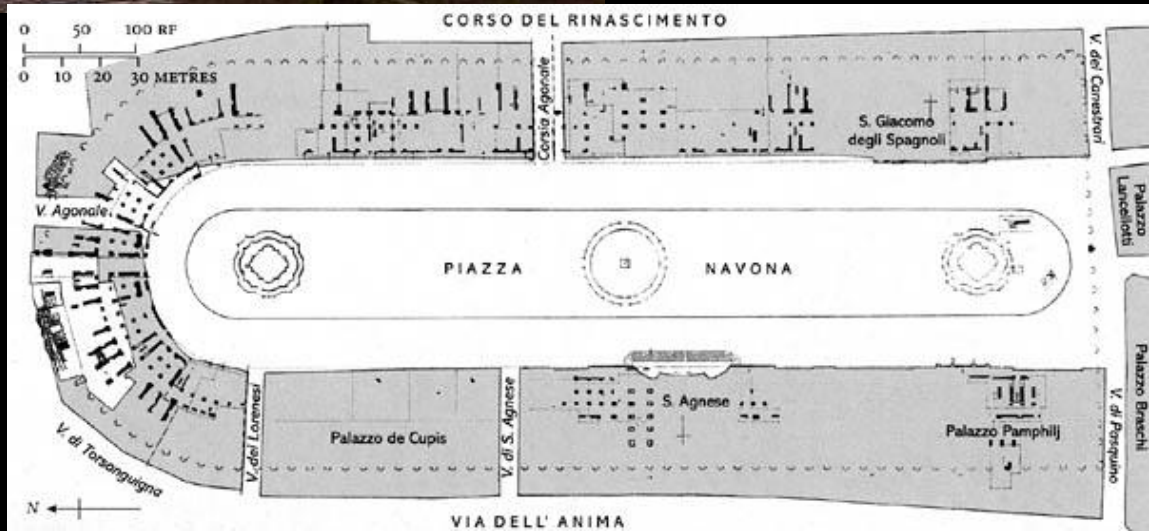 CORSO DEL RINASCIMENTO
0 50 100 RF
0 10 20 30 METRES
Corsia Agonale
V. dei Canestrari
S. Giacomo
degli Spagnoli
V. Agonale
Palazzo
Lancellotti
PIAZZA NAVONA
V. dei Lorenesi
Palazzo de Cupis
V. di S. Agnese
S. Agnese
Palazzo Pamphilj
V. di Pasquino
Palazzo Braschi
V. di Torsanguigna
N
VIA DELL' ANIMA